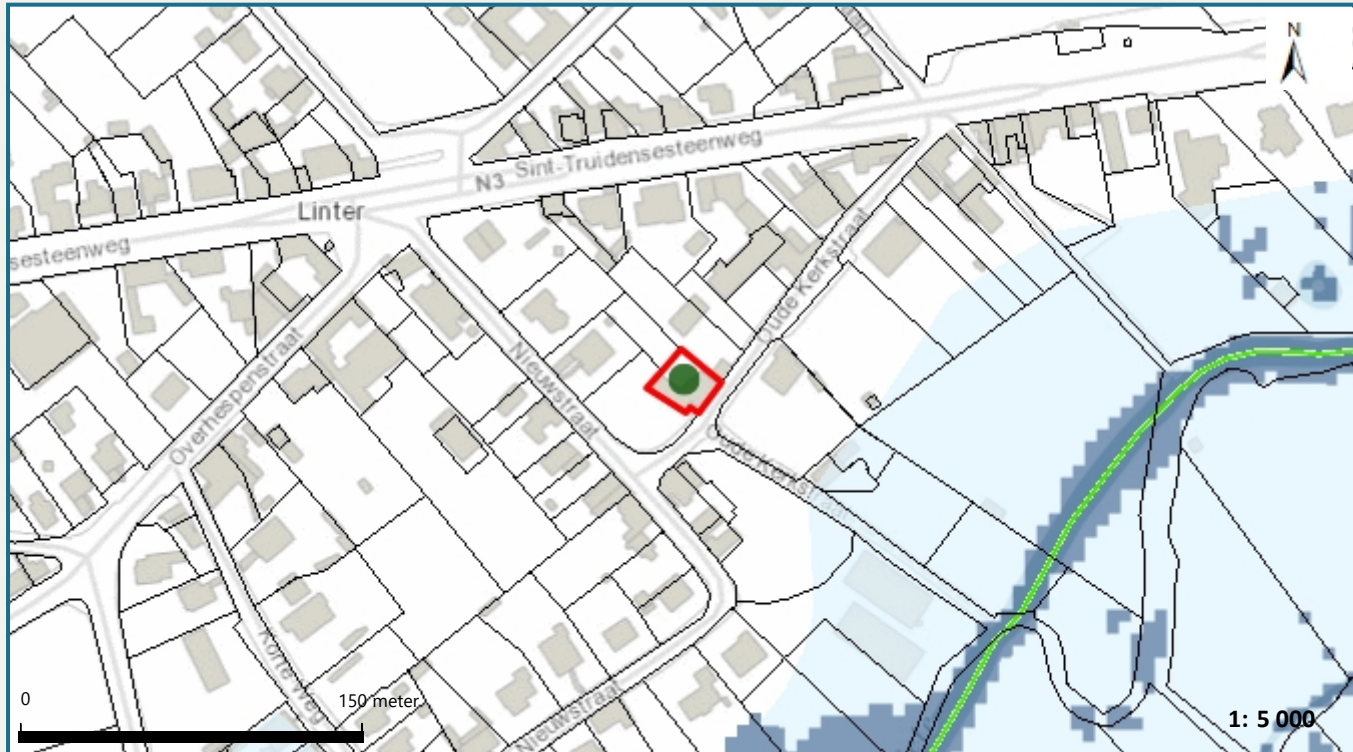 N
Sint-Truidensesteenweg
N3
Linter
sesteenweg
Oude Kerkstraat
Nieuwstraat
Overhespenstraat
Oude Kerkstraat
Korte Weg
Nieuwstraat
0
150 meter
1: 5 000